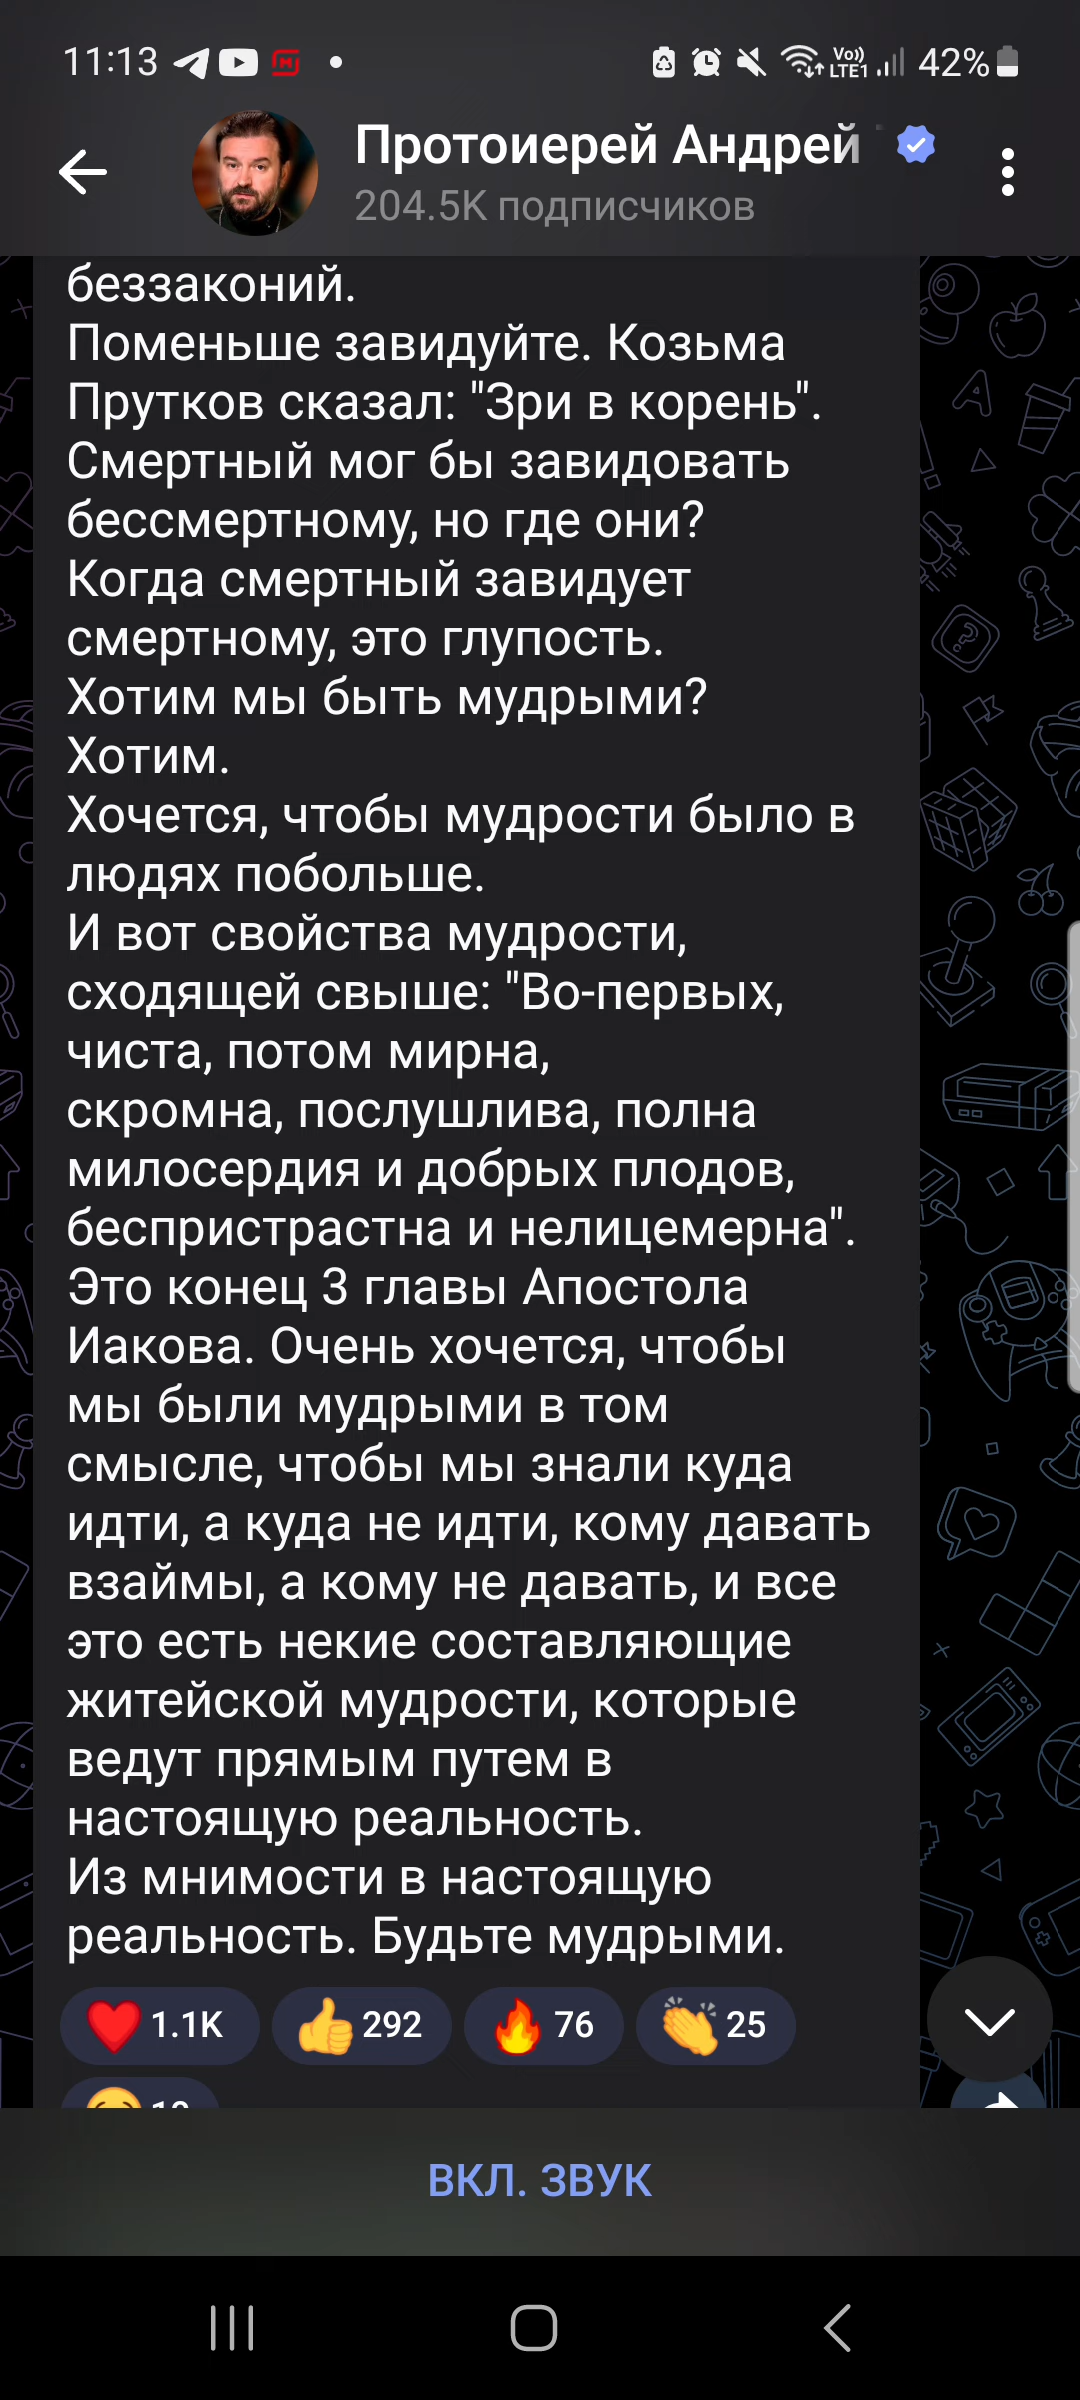 11:13
Vo))
LTE1
42%
Протоиерей Андрей
204.5K подписчиков
беззаконий.
Поменьше завидуйте. Козьма
Прутков сказал: "Зри в корень".
Смертный мог бы завидовать
бессмертному, но где они?
Когда смертный завидует
смертному, это глупость.
Хотим мы быть мудрыми?
Хотим.
Хочется, чтобы мудрости было в
людях побольше.
И вот свойства мудрости,
сходящей свыше: "Во-первых,
чиста, потом мирна,
скромна, послушлива, полна
милосердия и добрых плодов,
беспристрастна и нелицемерна".
Это конец 3 главы Апостола
Иакова. Очень хочется, чтобы
мы были мудрыми в том
смысле, чтобы мы знали куда
идти, а куда не идти, кому давать
взаймы, а кому не давать, и все
это есть некие составляющие
житейской мудрости, которые
ведут прямым путем в
настоящую реальность.
Из мнимости в настоящую
реальность. Будьте мудрыми.
1.1K 292 76 25
ВКЛ. ЗВУК